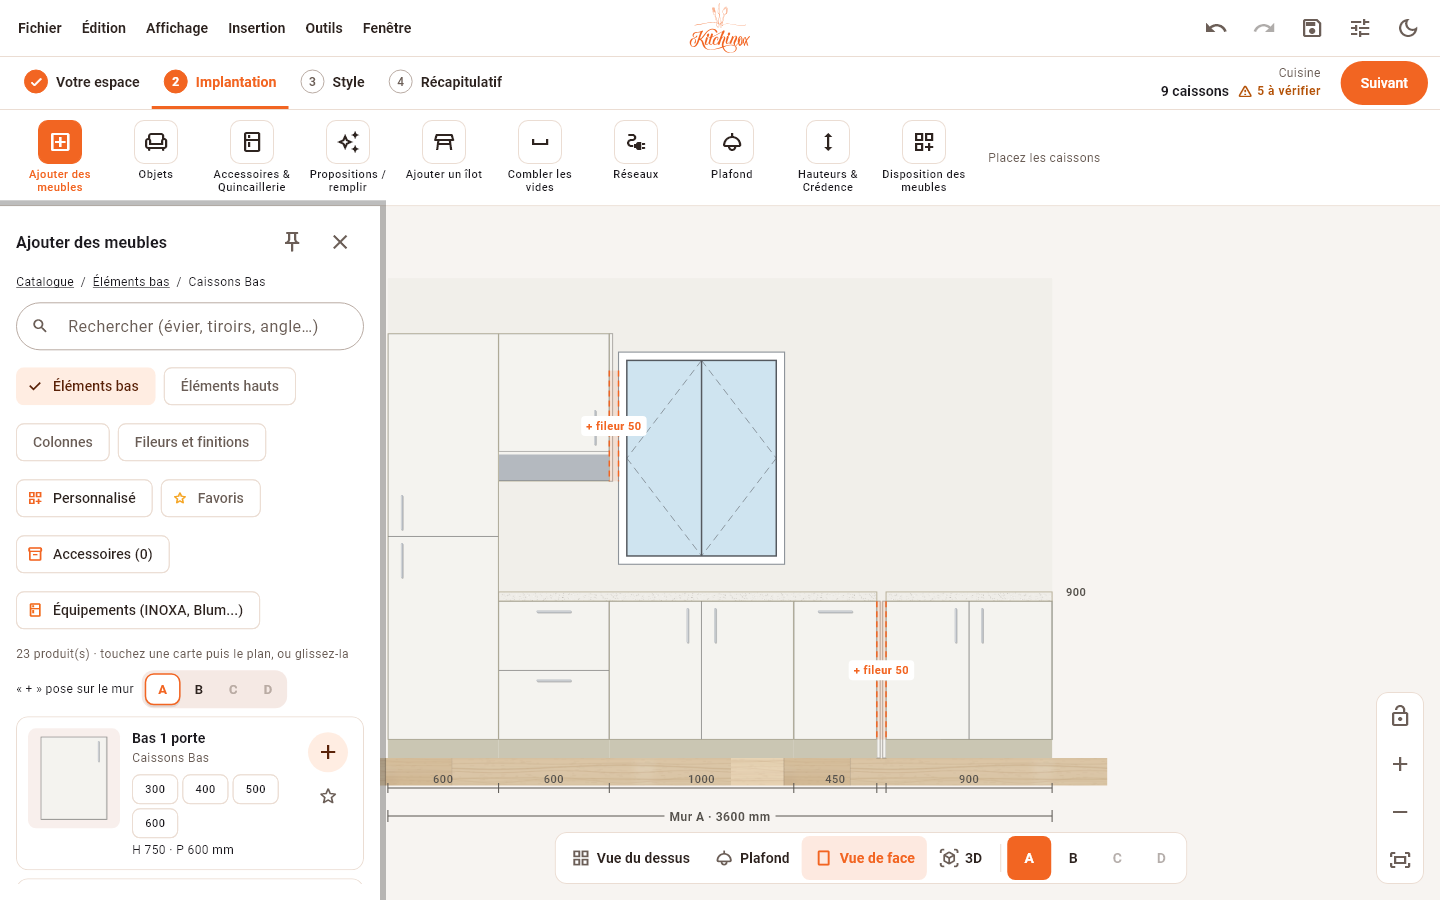 Fichier Édition Affichage Insertion Outils Fenêtre
Kitchinox
Votre espace
2 Implantation
3 Style
4 Récapitulatif
Cuisine
9 caissons 5 à vérifier
Suivant
Ajouter des
meubles
Objets
Accessoires &
Quincaillerie
Propositions /
remplir
Ajouter un îlot
Combler les
vides
Réseaux
Plafond
Hauteurs &
Crédence
Disposition des
meubles
Placez les caissons
Ajouter des meubles
Catalogue / Éléments bas / Caissons Bas
Rechercher (évier, tiroirs, angle…)
Éléments bas
Éléments hauts
Colonnes
Fileurs et finitions
Personnalisé
Favoris
Accessoires (0)
Équipements (INOXA, Blum...)
23 produit(s) · touchez une carte puis le plan, ou glissez-la
« + » pose sur le mur A B C D
Bas 1 porte
Caissons Bas
300 400 500
600
H 750 · P 600 mm
+ fileur 50
900
+ fileur 50
600 600 1000 450 900
Mur A · 3600 mm
Vue du dessus Plafond Vue de face 3D A B C D